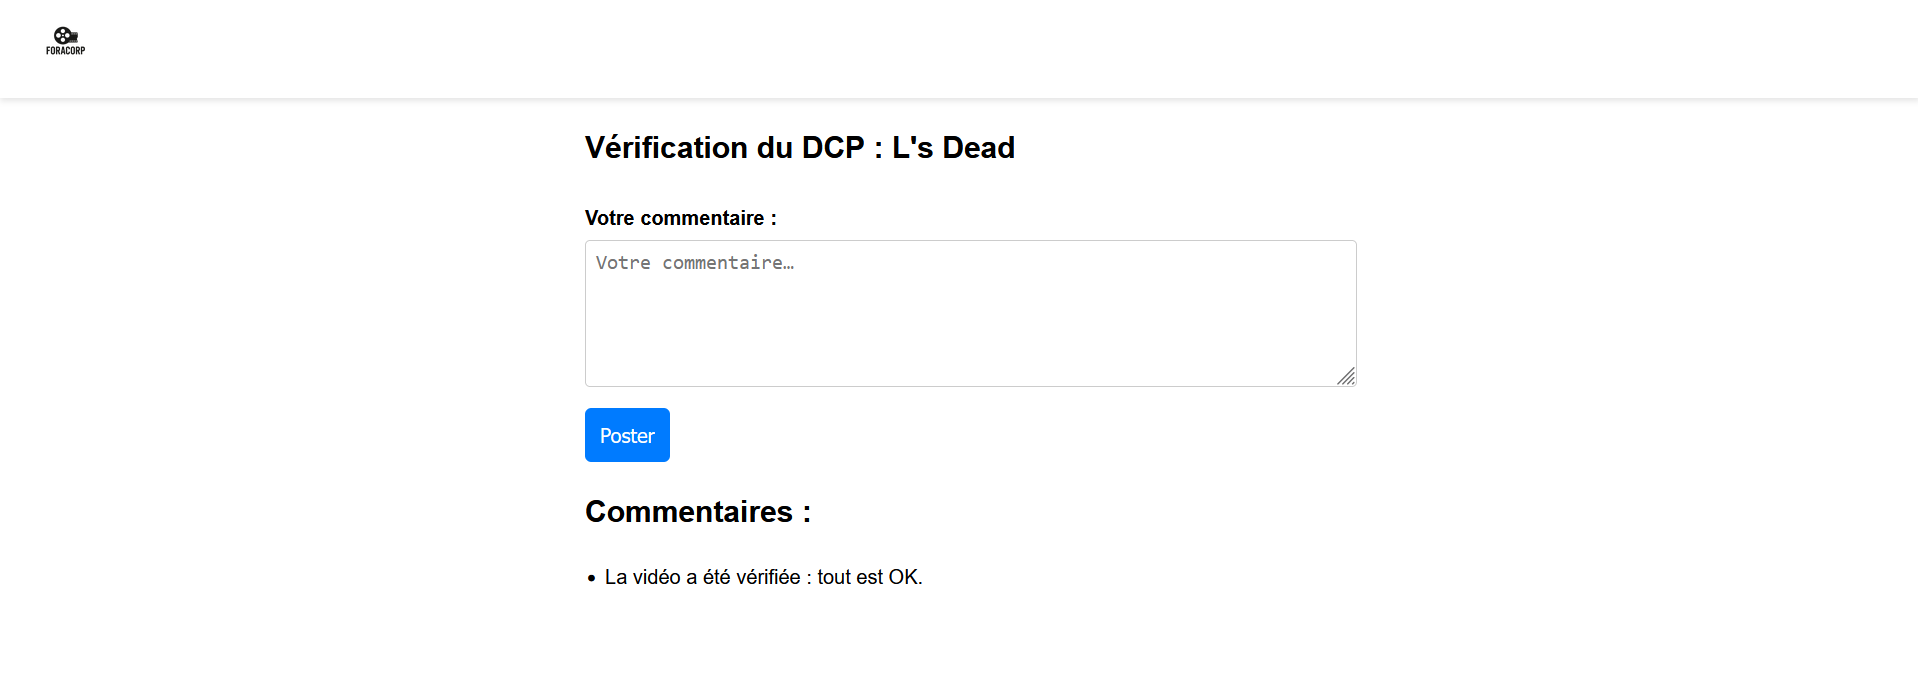 FORACORP
Vérification du DCP : L's Dead
Votre commentaire :
Votre commentaire…
Poster
Commentaires :
• La vidéo a été vérifiée : tout est OK.